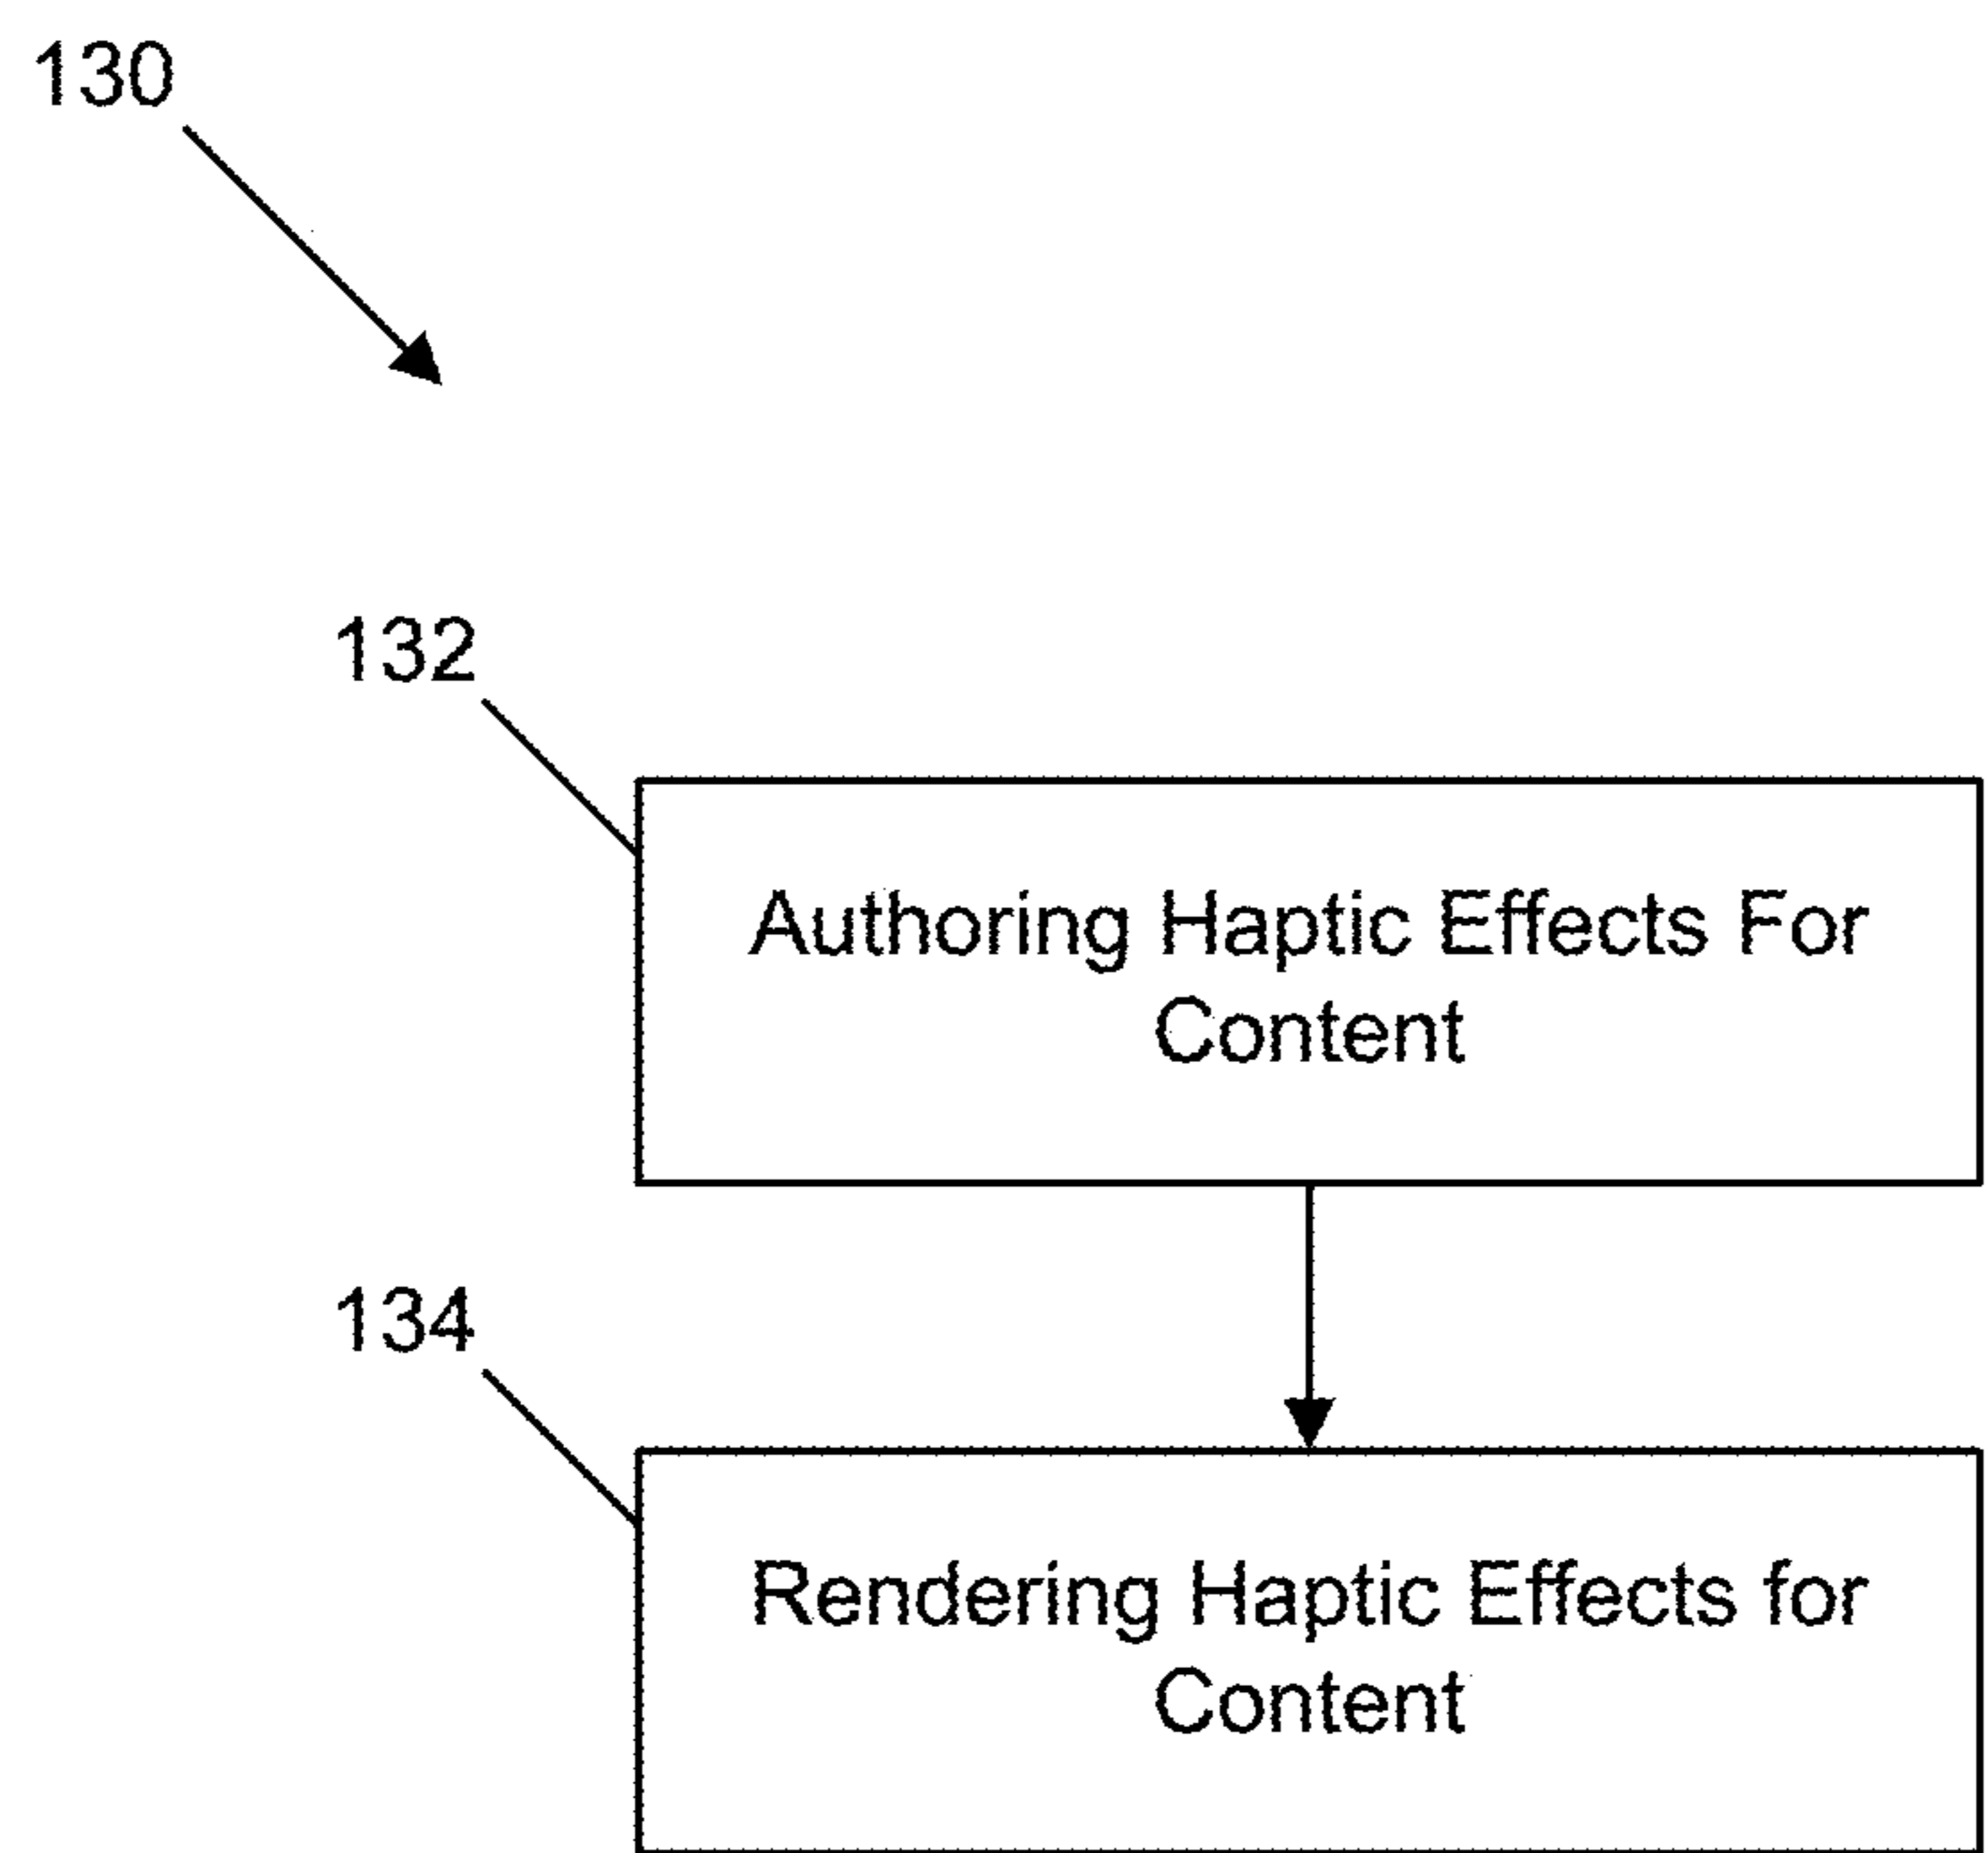 130
132
Authoring Haptic Effects For
Content
134
Rendering Haptic Effects for
Content